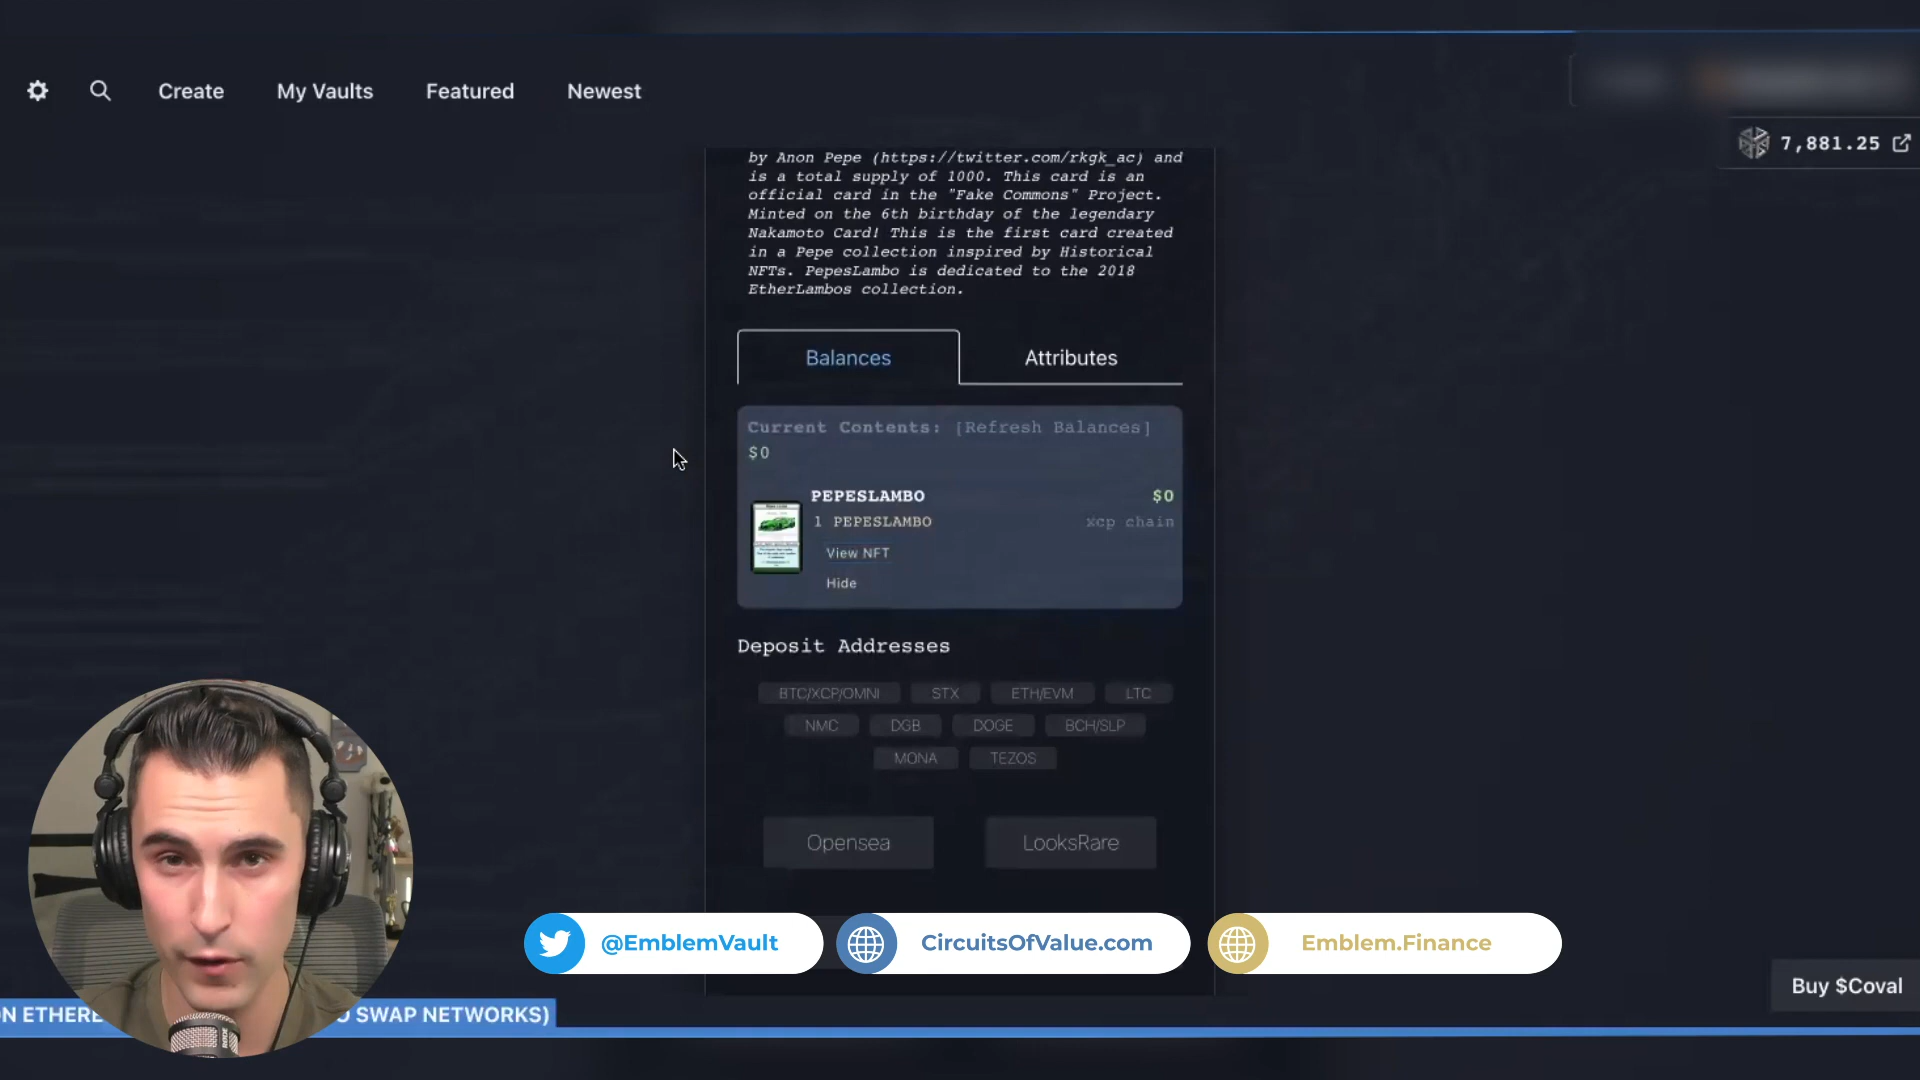 Create
My Vaults
Featured
Newest
7,881.25
by Anon Pepe (https://twitter.com/rkgk_ac) and
is a total supply of 1000. This card is an
official card in the "Fake Commons" Project.
Minted on the 6th birthday of the legendary
Nakamoto Card! This is the first card created
in a Pepe collection inspired by Historical
NFTs. PepesLambo is dedicated to the 2018
EtherLambos collection.
Balances
Attributes
Current Contents: [Refresh Balances]
$0
PEPESLAMBO
$0
1 PEPESLAMBO
xcp chain
View NFT
Hide
Deposit Addresses
BTC/XCP/OMNI STX ETH/EVM LTC
NMC DGB DOGE BCH/SLP
MONA TEZOS
Opensea
LooksRare
@EmblemVault
CircuitsOfValue.com
Emblem.Finance
Buy $Coval
N ETHERE
SWAP NETWORKS)